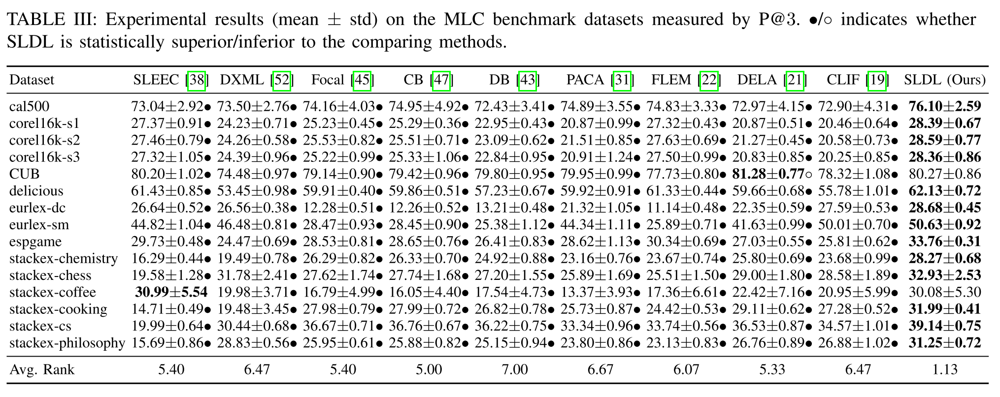 TABLE III: Experimental results (mean ± std) on the MLC benchmark datasets measured by P@3. ●/○ indicates whether
SLDL is statistically superior/inferior to the comparing methods.
Dataset SLEEC [38] DXML [52] Focal [45] CB [47] DB [43] PACA [31] FLEM [22] DELA [21] CLIF [19] SLDL (Ours)
cal500 73.04±2.92● 73.50±2.76● 74.16±4.03● 74.95±4.92● 72.43±3.41● 74.89±3.55● 74.83±3.33● 72.97±4.15● 72.90±4.31● 76.10±2.59
corel16k-s1 27.37±0.91● 24.23±0.71● 25.23±0.45● 25.29±0.36● 22.95±0.43● 20.87±0.99● 27.32±0.43● 20.87±0.51● 20.46±0.64● 28.39±0.67
corel16k-s2 27.46±0.79● 24.26±0.58● 25.53±0.82● 25.51±0.71● 23.09±0.62● 21.51±0.85● 27.63±0.69● 21.27±0.45● 20.58±0.73● 28.59±0.77
corel16k-s3 27.32±1.05● 24.39±0.96● 25.22±0.99● 25.33±1.06● 22.84±0.95● 20.91±1.24● 27.50±0.99● 20.83±0.85● 20.25±0.85● 28.36±0.86
CUB 80.20±1.02● 74.48±0.97● 79.14±0.90● 79.42±0.96● 79.80±0.95● 79.95±0.99● 77.73±0.80● 81.28±0.77○ 78.32±1.08● 80.27±0.86
delicious 61.43±0.85● 53.45±0.98● 59.91±0.40● 59.86±0.51● 57.23±0.67● 59.92±0.91● 61.33±0.44● 59.66±0.68● 55.78±1.01● 62.13±0.72
eurlex-dc 26.64±0.52● 26.56±0.38● 12.28±0.51● 12.26±0.52● 13.21±0.48● 21.32±1.05● 11.14±0.48● 22.35±0.59● 27.59±0.53● 28.68±0.45
eurlex-sm 44.82±1.04● 46.48±0.81● 28.47±0.93● 28.45±0.90● 25.38±1.12● 44.34±1.11● 25.89±0.71● 41.63±0.99● 50.01±0.70● 50.63±0.92
espgame 29.73±0.48● 24.47±0.69● 28.53±0.81● 28.65±0.76● 26.41±0.83● 28.62±1.13● 30.34±0.69● 27.03±0.55● 25.81±0.62● 33.76±0.31
stackex-chemistry 16.29±0.44● 19.49±0.78● 26.29±0.82● 26.33±0.70● 24.92±0.88● 23.16±0.76● 23.67±0.74● 25.80±0.69● 23.68±0.99● 28.27±0.68
stackex-chess 19.58±1.28● 31.78±2.41● 27.62±1.74● 27.74±1.68● 27.20±1.55● 25.89±1.69● 25.51±1.50● 29.00±1.80● 28.58±1.89● 32.93±2.53
stackex-coffee 30.99±5.54 19.98±3.71● 16.79±4.99● 16.05±4.40● 17.54±4.73● 13.37±3.93● 17.36±6.61● 22.42±7.16● 20.95±5.99● 30.08±5.30
stackex-cooking 14.71±0.49● 19.48±3.45● 27.98±0.79● 27.99±0.72● 26.82±0.78● 25.73±0.87● 24.42±0.53● 29.11±0.62● 27.28±0.52● 31.99±0.41
stackex-cs 19.99±0.64● 30.44±0.68● 36.67±0.71● 36.76±0.67● 36.22±0.75● 33.34±0.96● 33.74±0.56● 36.53±0.87● 34.57±1.01● 39.14±0.75
stackex-philosophy 15.69±0.86● 28.83±0.56● 25.95±0.61● 25.88±0.82● 25.15±0.94● 23.80±0.86● 23.13±0.83● 26.76±0.89● 26.88±1.02● 31.25±0.72
Avg. Rank 5.40 6.47 5.40 5.00 7.00 6.67 6.07 5.33 6.47 1.13